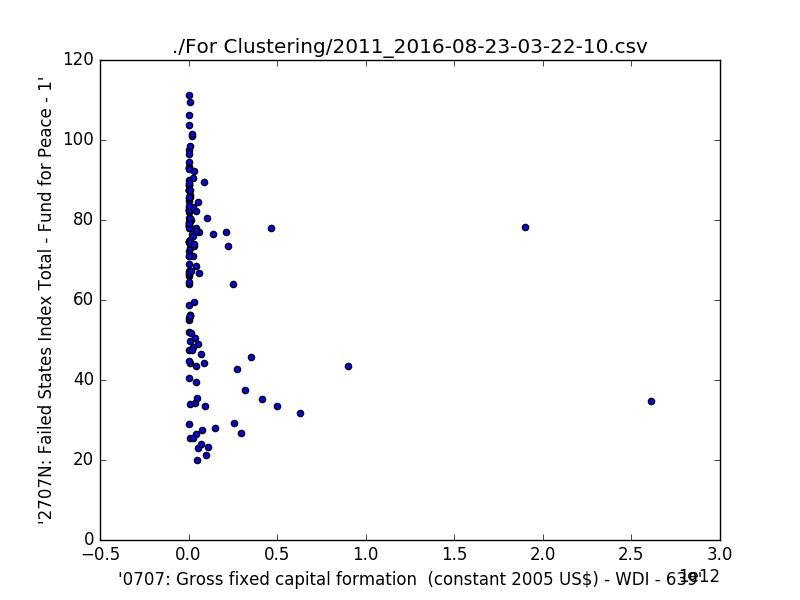 ./For Clustering/2011_2016-08-23-03-22-10.csv
120
100
80
60
40
20
0
'2707N: Failed States Index Total - Fund for Peace - 1'
−0.5 0.0 0.5 1.0 1.5 2.0 2.5 3.0
1e12
'0707: Gross fixed capital formation (constant 2005 US$) - WDI - 639'